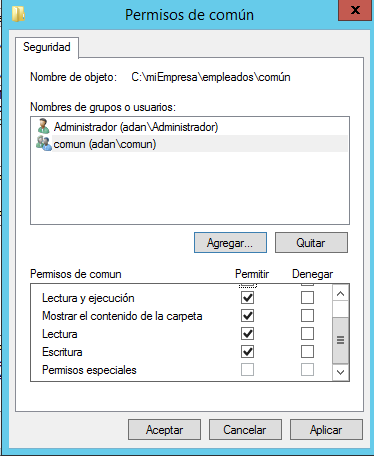 Permisos de común
x
Seguridad
Nombre de objeto: C:\miEmpresa\empleados\común
Nombres de grupos o usuarios:
Administrador (adan\Administrador)
comun (adan\comun)
Agregar... Quitar
Permisos de comun Permitir Denegar
Lectura y ejecución
Mostrar el contenido de la carpeta
Lectura
Escritura
Permisos especiales
Aceptar Cancelar Aplicar